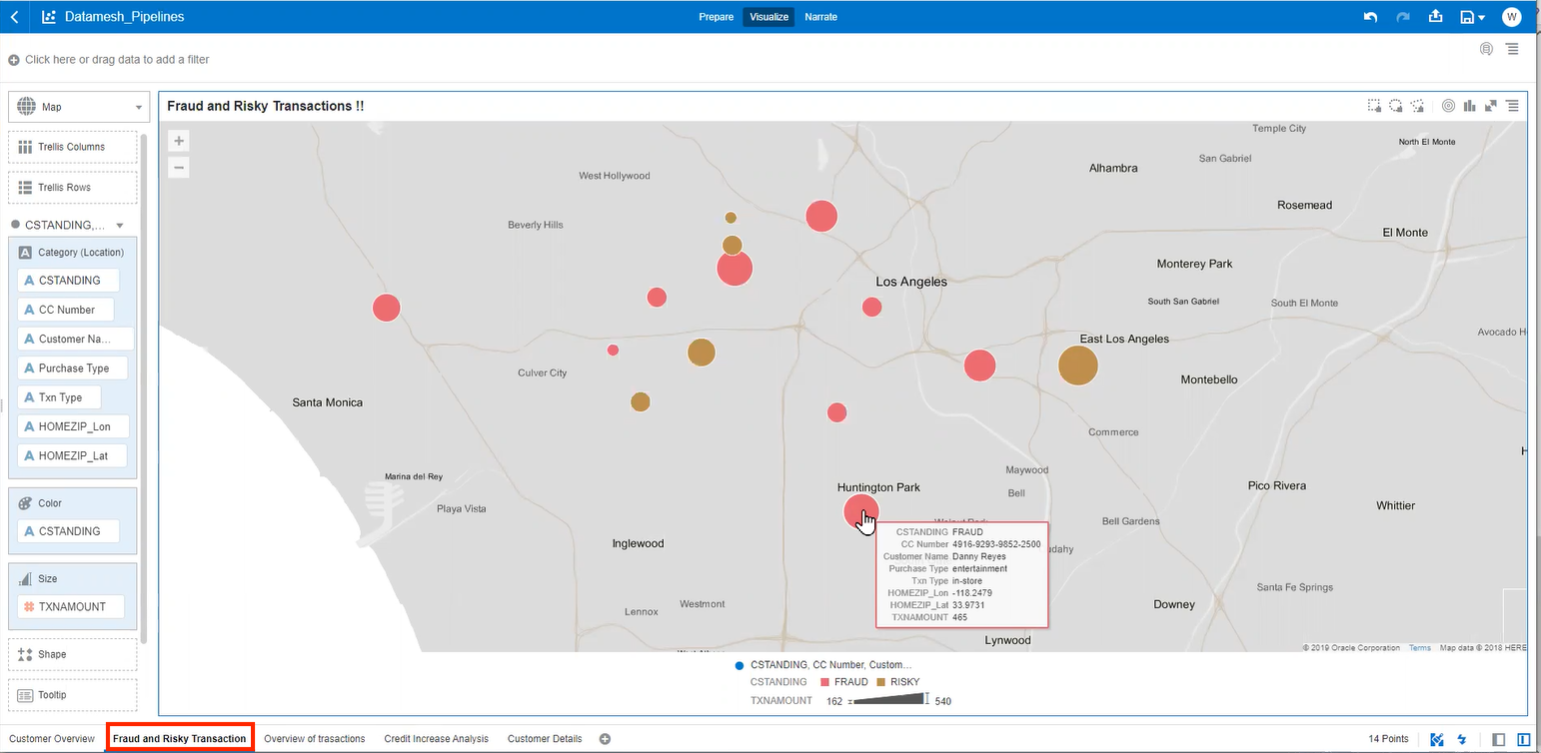 Datamesh_Pipelines
Prepare Visualize Narrate
W
Click here or drag data to add a filter
Map
Fraud and Risky Transactions !!
Trellis Columns
Trellis Rows
CSTANDING,...
Category (Location)
CSTANDING
CC Number
Customer Na...
Purchase Type
Txn Type
HOMEZIP_Lon
HOMEZIP_Lat
Color
CSTANDING
Size
TXNAMOUNT
Shape
Tooltip
Temple City
North El Monte
West Hollywood
Alhambra
San Gabriel
Beverly Hills
Rosemead
El Monte
Monterey Park
Los Angeles
South San Gabriel
South El Monte
Avocado H
East Los Angeles
Culver City
Montebello
Santa Monica
Commerce
Marina del Rey
Maywood
Huntington Park
Bell
Pico Rivera
Whittier
Playa Vista
Bell Gardens
Inglewood
udahy
CSTANDING FRAUD
CC Number 4916-9293-9852-2500
Customer Name Danny Reyes
Purchase Type entertainment
Txn Type in-store
HOMEZIP_Lon -118.2479
HOMEZIP_Lat 33.9731
TXNAMOUNT 465
Santa Fe Springs
Lennox
Westmont
Downey
Lynwood
© 2019 Oracle Corporation Terms Map data © 2018 HERE
CSTANDING, CC Number, Custom...
CSTANDING FRAUD RISKY
TXNAMOUNT 162 540
Customer Overview Fraud and Risky Transaction Overview of trasactions Credit Increase Analysis Customer Details
14 Points